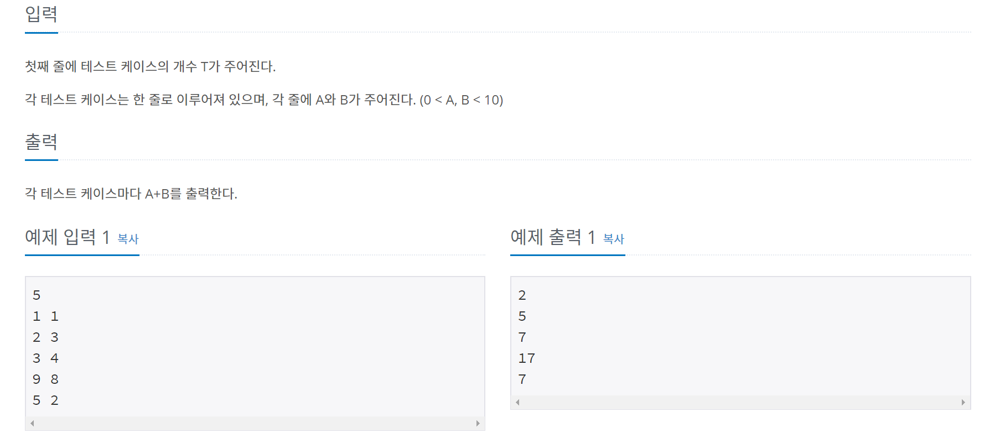 입력
첫째 줄에 테스트 케이스의 개수 T가 주어진다.
각 테스트 케이스는 한 줄로 이루어져 있으며, 각 줄에 A와 B가 주어진다. (0 < A, B < 10)
출력
각 테스트 케이스마다 A+B를 출력한다.
예제 입력 1 복사
5
1 1
2 3
3 4
9 8
5 2
예제 출력 1 복사
2
5
7
17
7